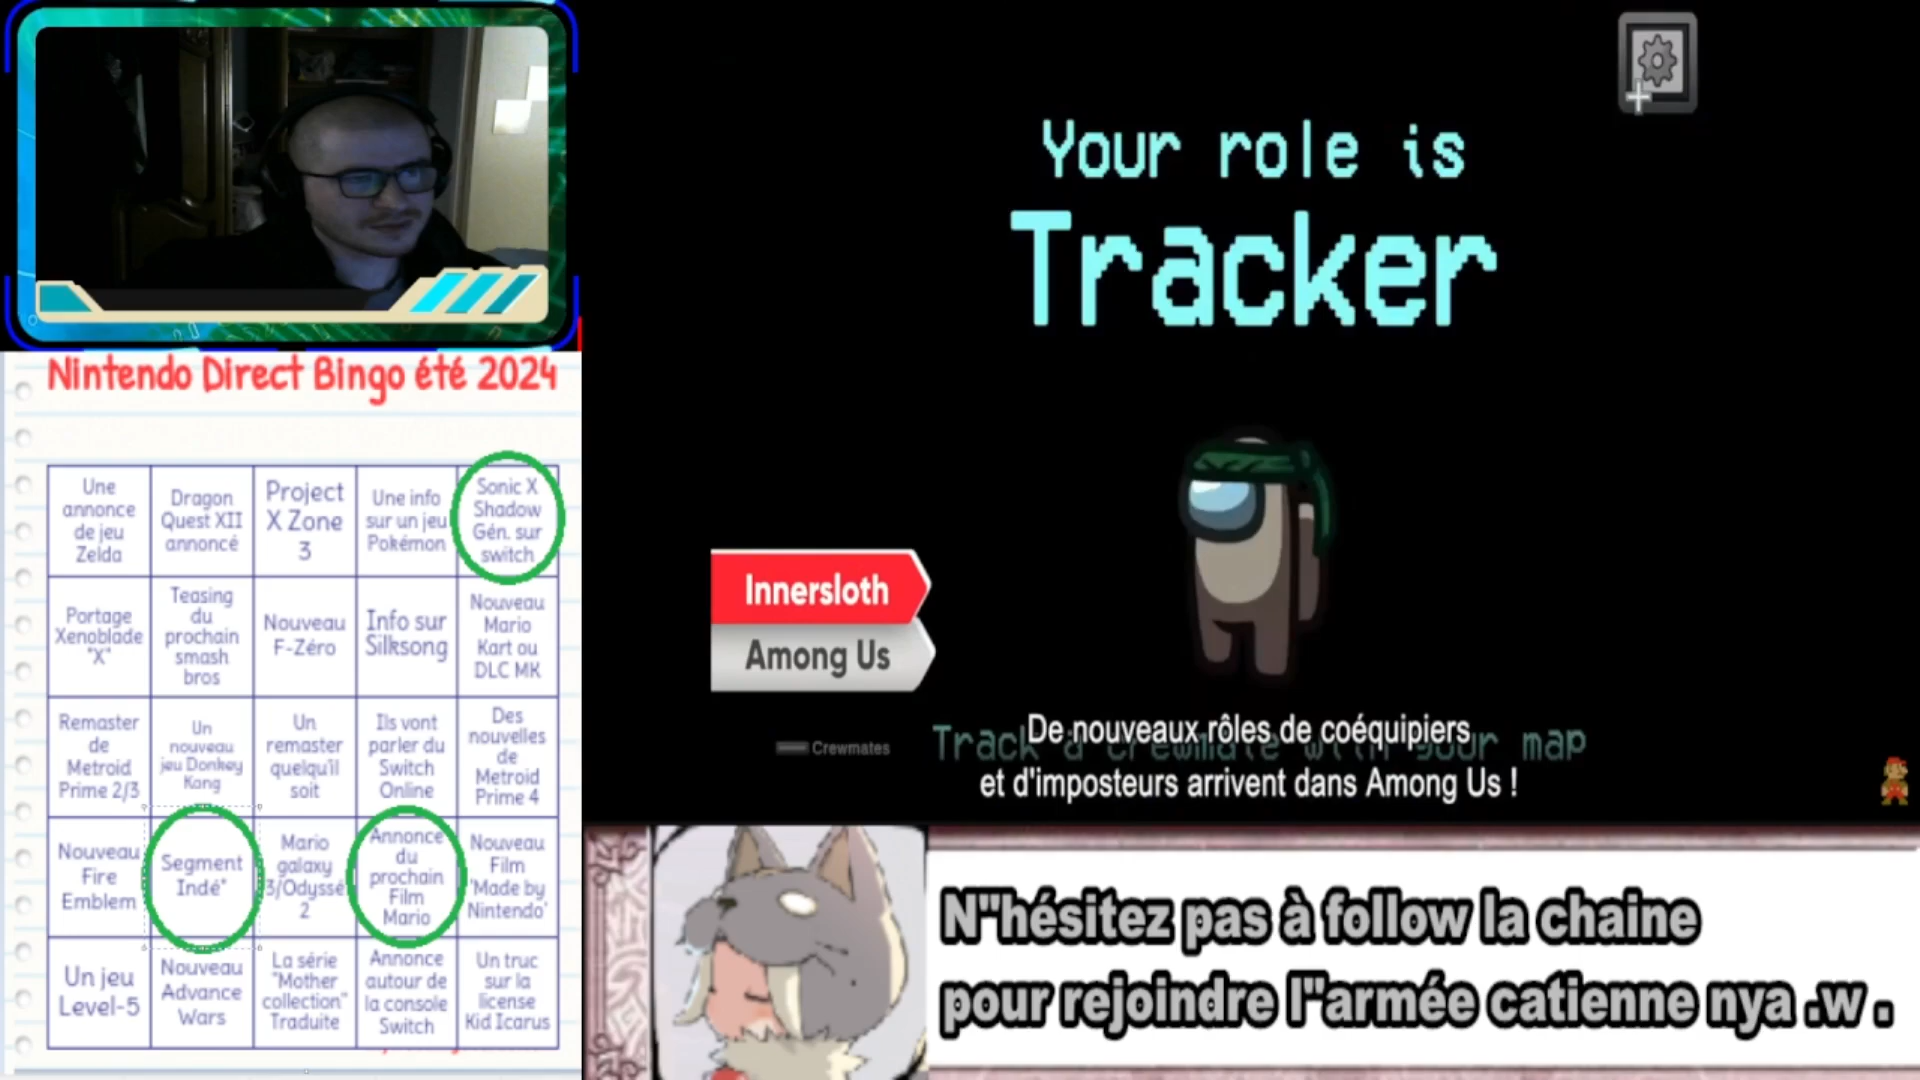 Your role is
Tracker
Innersloth
Among Us
Crewmates
Track a crewmate with your map
De nouveaux rôles de coéquipiers
et d'imposteurs arrivent dans Among Us !
Nintendo Direct Bingo été 2024
Une
annonce
de jeu
Zelda
Dragon
Quest XII
annoncé
Project
X Zone
3
Une info
sur un jeu
Pokémon
Sonic X
Shadow
Gén. sur
switch
Portage
Xenoblade
"X"
Teasing
du
prochain
smash
bros
Nouveau
F-Zéro
Info sur
Silksong
Nouveau
Mario
Kart ou
DLC MK
Remaster
de
Metroid
Prime 2/3
Un
nouveau
jeu Donkey
Kong
Un
remaster
quelqu'il
soit
Ils vont
parler du
Switch
Online
Des
nouvelles
de
Metroid
Prime 4
Nouveau
Fire
Emblem
Segment
Indé"
Mario
galaxy
3/Odyssé
2
Annonce
du
prochain
Film
Mario
Nouveau
Film
'Made by
Nintendo'
Un jeu
Level-5
Nouveau
Advance
Wars
La série
"Mother
collection"
Traduite
Annonce
autour de
la console
Switch
Un truc
sur la
license
Kid Icarus
N"hésitez pas à follow la chaine
pour rejoindre l"armée catienne nya .w .